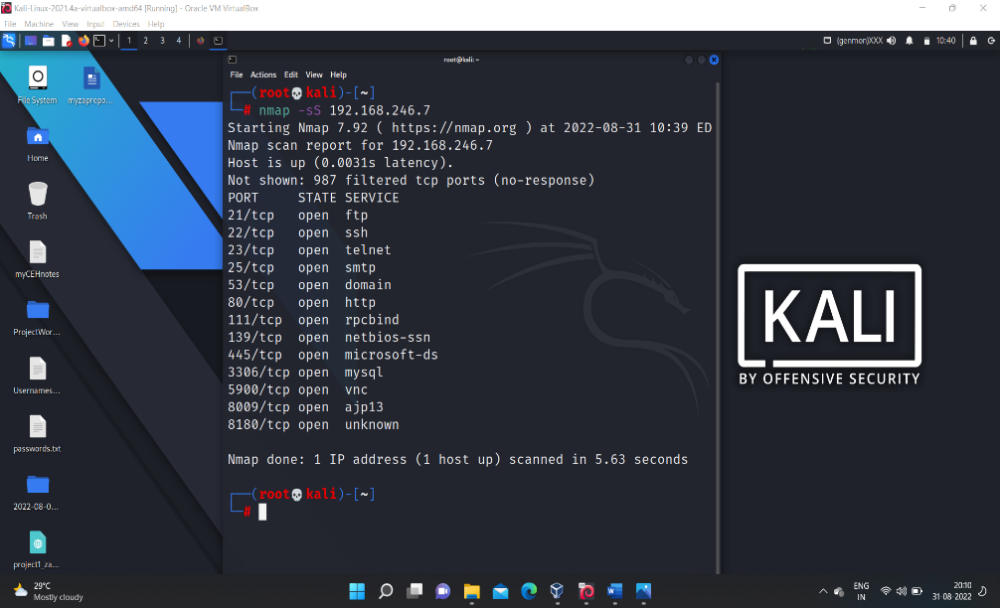 Kali-Linux-2021.4a-virtualbox-amd64 [Running] - Oracle VM VirtualBox
File Machine View Input Devices Help
1 2 3 4
(genmon)XXX
10:40
root@kali: ~
File Actions Edit View Help
File System
myzaprepo...
Home
Trash
myCEHnotes
ProjectWor...
Usernames...
passwords.txt
2022-08-0...
project1_za...
(root💀kali)-[~]
# nmap -sS 192.168.246.7
Starting Nmap 7.92 ( https://nmap.org ) at 2022-08-31 10:39 ED
Nmap scan report for 192.168.246.7
Host is up (0.0031s latency).
Not shown: 987 filtered tcp ports (no-response)
PORT STATE SERVICE
21/tcp open ftp
22/tcp open ssh
23/tcp open telnet
25/tcp open smtp
53/tcp open domain
80/tcp open http
111/tcp open rpcbind
139/tcp open netbios-ssn
445/tcp open microsoft-ds
3306/tcp open mysql
5900/tcp open vnc
8009/tcp open ajp13
8180/tcp open unknown
Nmap done: 1 IP address (1 host up) scanned in 5.63 seconds
(root💀kali)-[~]
#
KALI
BY OFFENSIVE SECURITY
29°C
Mostly cloudy
ENG
IN
20:10
31-08-2022